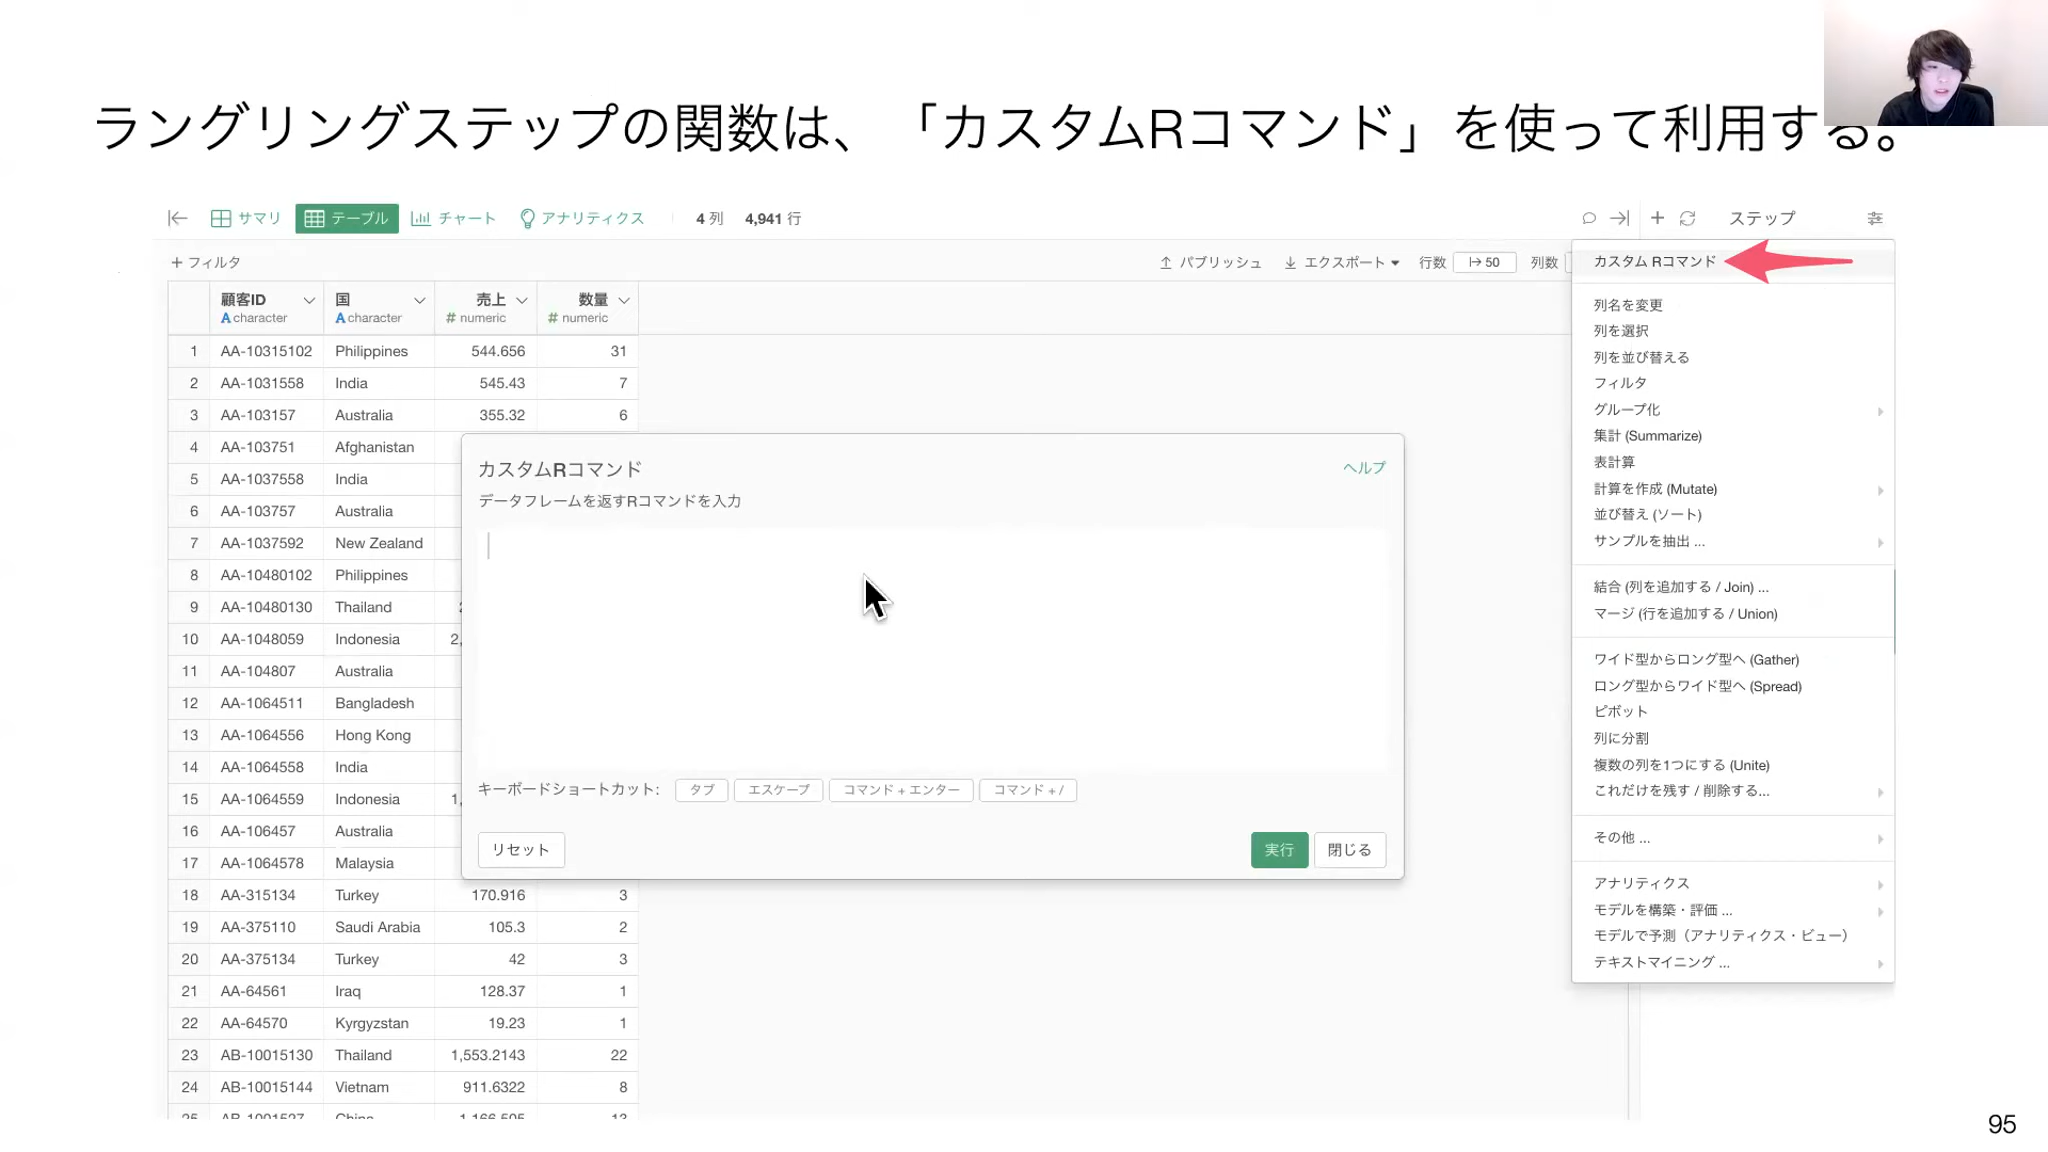 ラングリングステップの関数は、「カスタムRコマンド」を使って利用する。
サマリ テーブル チャート アナリティクス 4 列 4,941 行 ステップ
+ フィルタ パブリッシュ エクスポート 行数 50 列数
顧客ID 国 売上 数量
A character A character # numeric # numeric
1 AA-10315102 Philippines 544.656 31
2 AA-1031558 India 545.43 7
3 AA-103157 Australia 355.32 6
4 AA-103751 Afghanistan
5 AA-1037558 India
6 AA-103757 Australia
7 AA-1037592 New Zealand
8 AA-10480102 Philippines
9 AA-10480130 Thailand
10 AA-1048059 Indonesia 2,
11 AA-104807 Australia
12 AA-1064511 Bangladesh
13 AA-1064556 Hong Kong
14 AA-1064558 India
15 AA-1064559 Indonesia 1,
16 AA-106457 Australia
17 AA-1064578 Malaysia
18 AA-315134 Turkey 170.916 3
19 AA-375110 Saudi Arabia 105.3 2
20 AA-375134 Turkey 42 3
21 AA-64561 Iraq 128.37 1
22 AA-64570 Kyrgyzstan 19.23 1
23 AB-10015130 Thailand 1,553.2143 22
24 AB-10015144 Vietnam 911.6322 8
カスタムRコマンド ヘルプ
データフレームを返すRコマンドを入力
キーボードショートカット: タブ エスケープ コマンド + エンター コマンド + /
リセット 実行 閉じる
カスタム Rコマンド
列名を変更
列を選択
列を並び替える
フィルタ
グループ化
集計 (Summarize)
表計算
計算を作成 (Mutate)
並び替え (ソート)
サンプルを抽出 ...
結合 (列を追加する / Join) ...
マージ (行を追加する / Union)
ワイド型からロング型へ (Gather)
ロング型からワイド型へ (Spread)
ピボット
列に分割
複数の列を1つにする (Unite)
これだけを残す / 削除する...
その他 ...
アナリティクス
モデルを構築・評価 ...
モデルで予測（アナリティクス・ビュー）
テキストマイニング ...
95